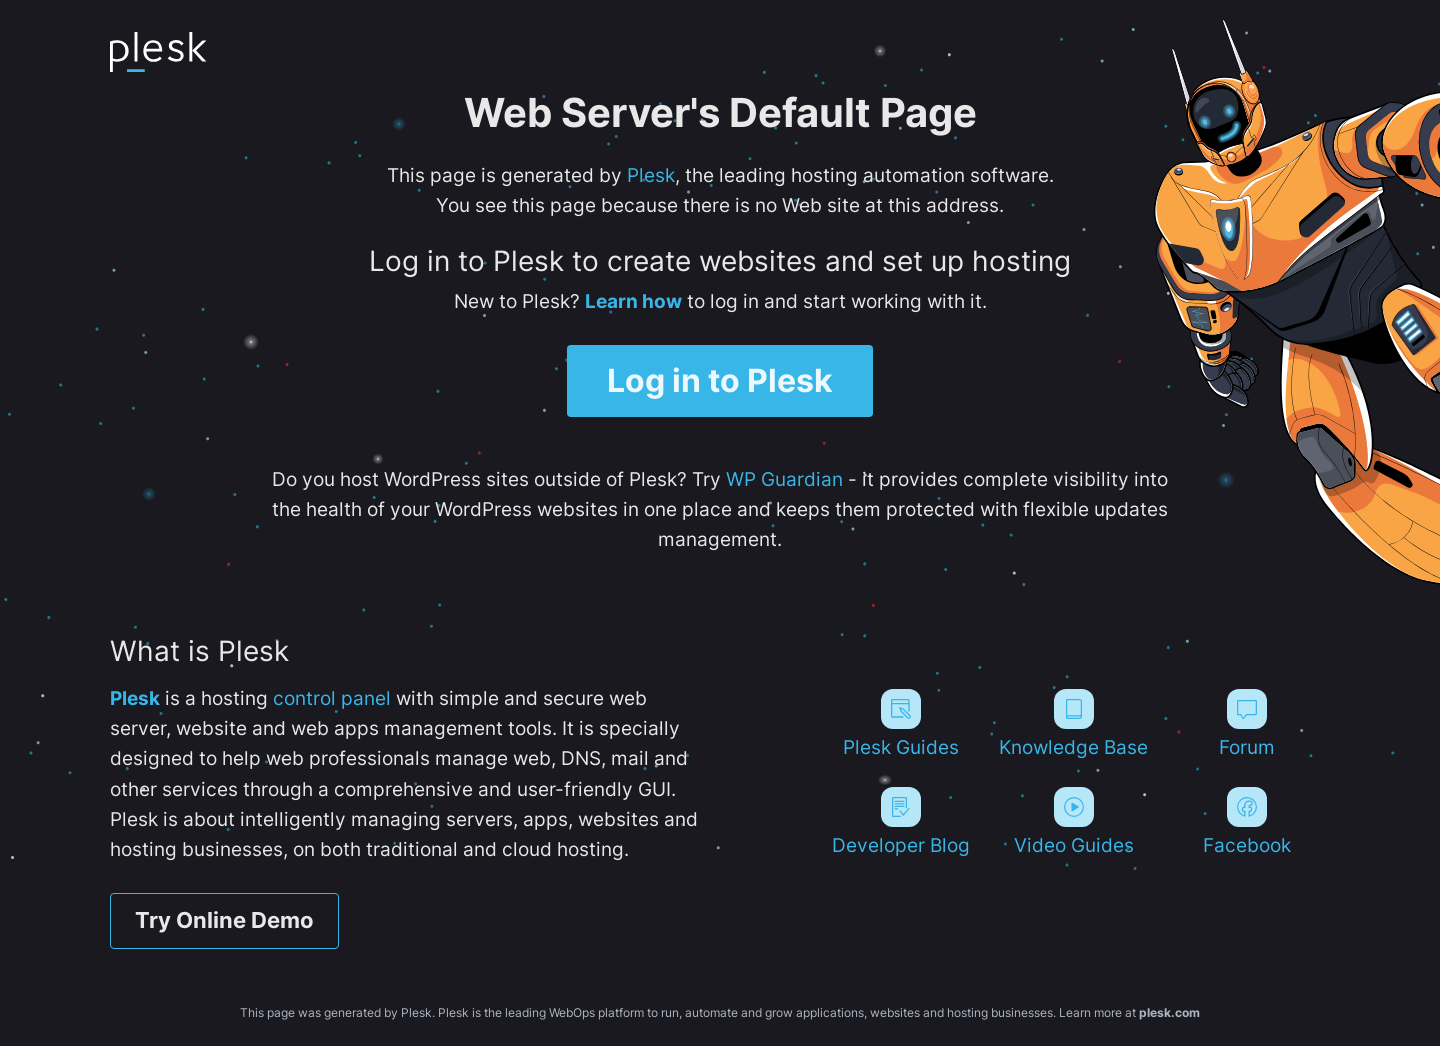 plesk
Web Server's Default Page
This page is generated by Plesk, the leading hosting automation software.
You see this page because there is no Web site at this address.
Log in to Plesk to create websites and set up hosting
New to Plesk? Learn how to log in and start working with it.
Log in to Plesk
Do you host WordPress sites outside of Plesk? Try WP Guardian - it provides complete visibility into
the health of your WordPress websites in one place and keeps them protected with flexible updates
management.
What is Plesk
Plesk is a hosting control panel with simple and secure web
server, website and web apps management tools. It is specially
designed to help web professionals manage web, DNS, mail and
other services through a comprehensive and user-friendly GUI.
Plesk is about intelligently managing servers, apps, websites and
hosting businesses, on both traditional and cloud hosting.
Try Online Demo
Plesk Guides
Knowledge Base
Forum
Developer Blog
Video Guides
Facebook
This page was generated by Plesk. Plesk is the leading WebOps platform to run, automate and grow applications, websites and hosting businesses. Learn more at plesk.com